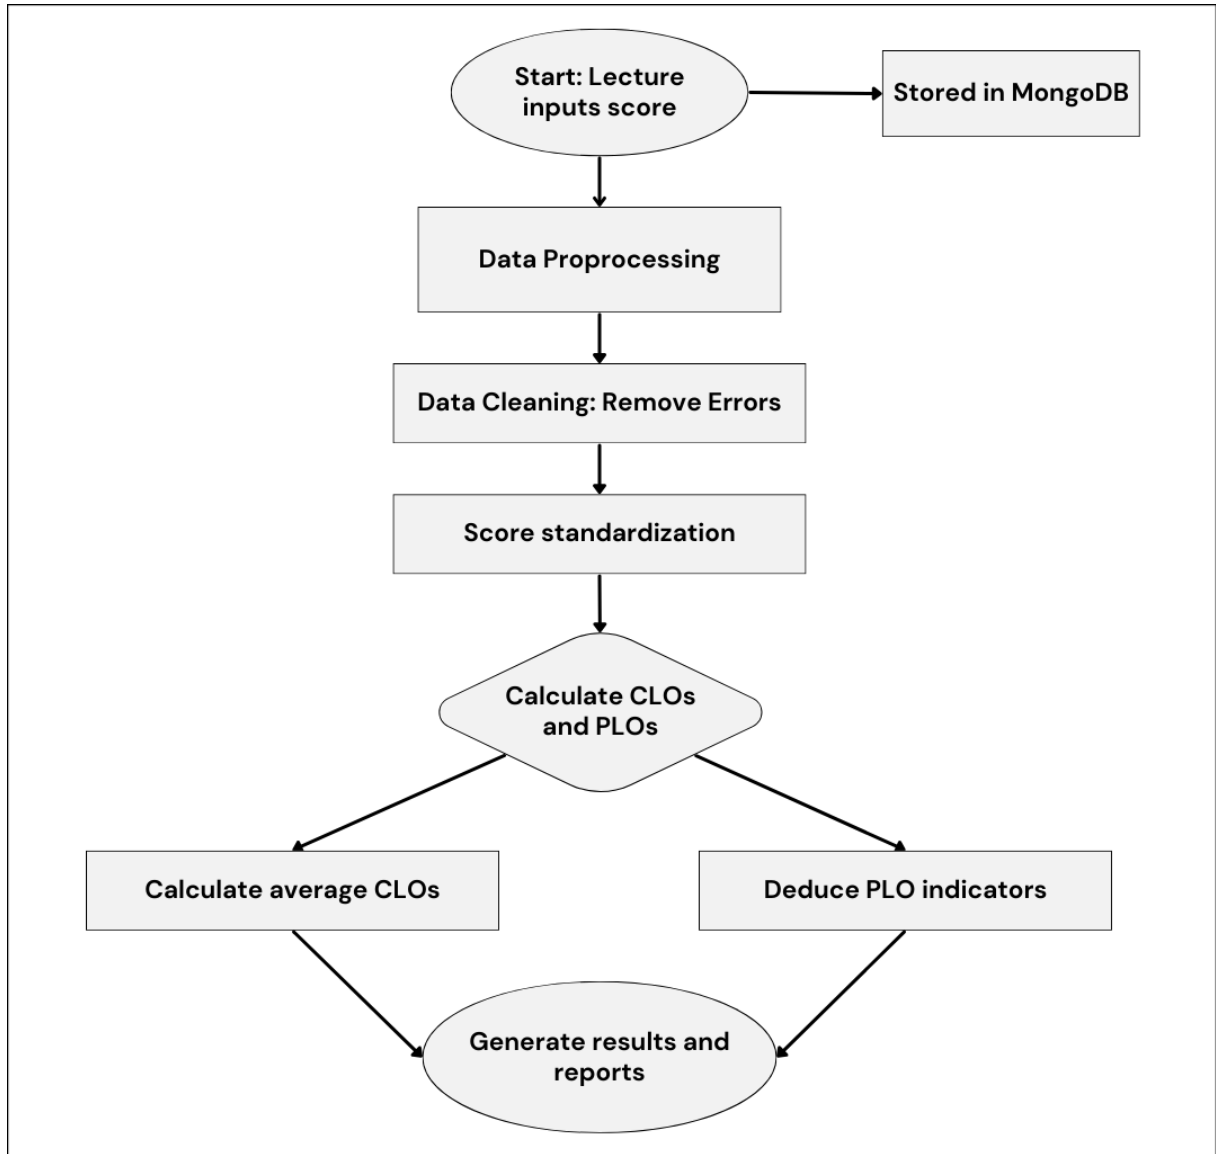 Start: Lecture
inputs score
Stored in MongoDB
Data Proprocessing
Data Cleaning: Remove Errors
Score standardization
Calculate CLOs
and PLOs
Calculate average CLOs
Deduce PLO indicators
Generate results and
reports